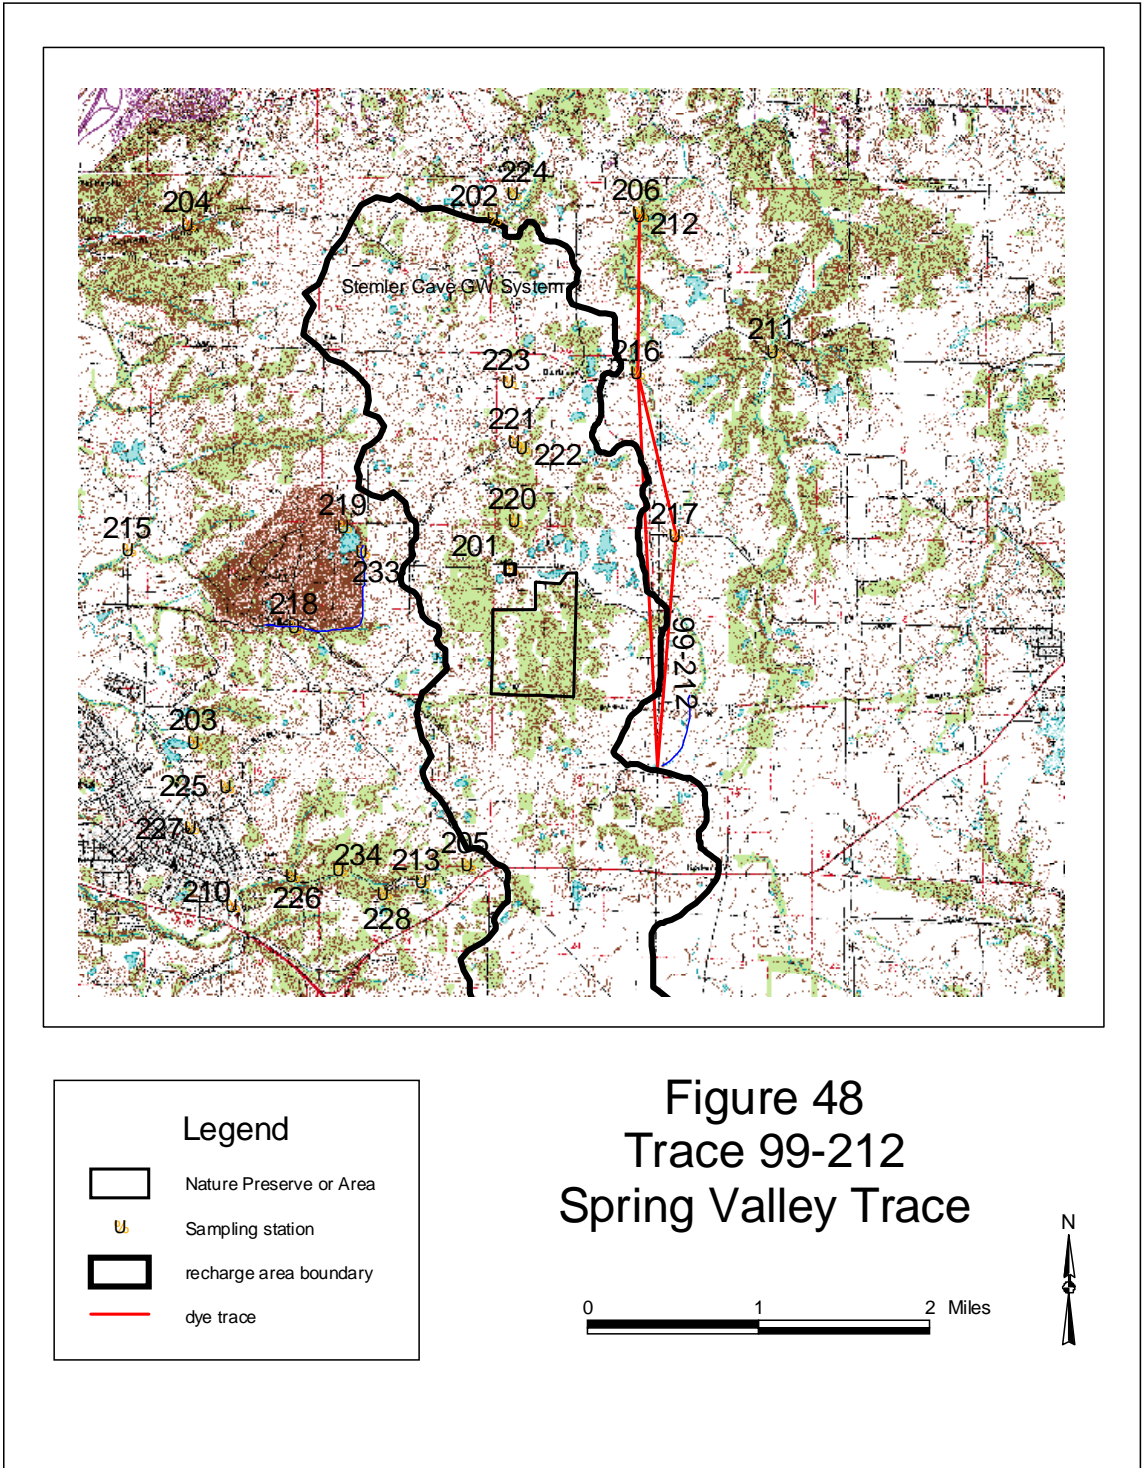 224
202
206
204
212
Stemler Cave GW System
211
216
223
221
222
220
219
217
215
201
233
218
99-212
203
225
227
205
234
213
226
210
228
Legend
Nature Preserve or Area
Sampling station
recharge area boundary
dye trace
Figure 48
Trace 99-212
Spring Valley Trace
N
0 1 2 Miles